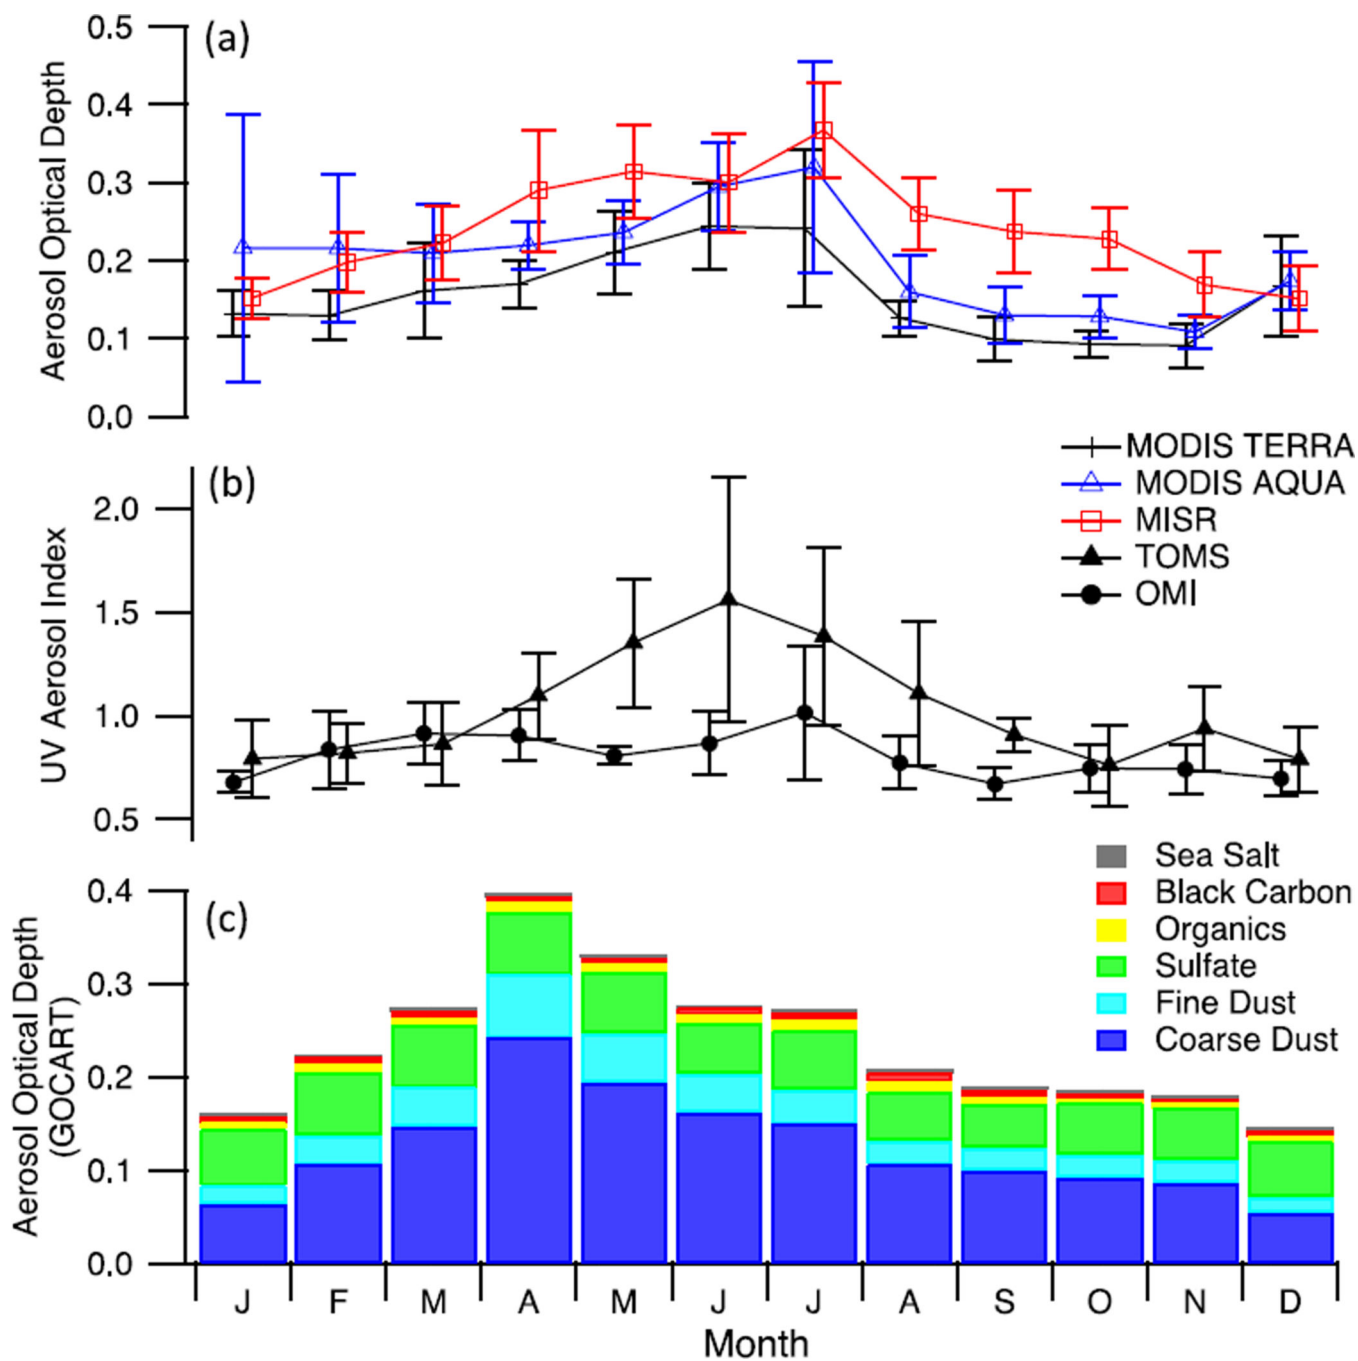 (a)
Aerosol Optical Depth
0.5
0.4
0.3
0.2
0.1
0.0
MODIS TERRA
MODIS AQUA
MISR
TOMS
OMI
(b)
UV Aerosol Index
2.0
1.5
1.0
0.5
Sea Salt
Black Carbon
Organics
Sulfate
Fine Dust
Coarse Dust
(c)
Aerosol Optical Depth
(GOCART)
0.4
0.3
0.2
0.1
0.0
J F M A M J J A S O N D
Month